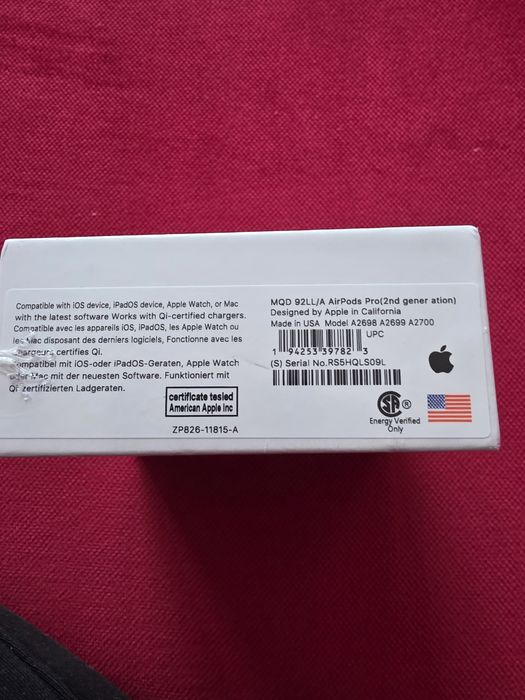 Compatible with iOS device, iPadOS device, Apple Watch, or Mac
with the latest software Works with Qi-certified chargers.
Compatible avec les appareils iOS, iPadOS, les Apple Watch ou
les Mac disposant des derniers logiciels, Fonctionne avec les
chargeurs certifies Qi.
Kompatibel mit iOS-oder iPadOS-Geraten, Apple Watch
oder Mac mit der neuesten Software. Funktioniert mit
Qi zertifizierten Ladgeraten.
certificate tesled
American Apple Inc
ZP826-11815-A
MQD 92LL/A AirPods Pro(2nd gener ation)
Designed by Apple in California
Made in USA Model A2698 A2699 A2700
UPC
1 94253 39782 3
(S) Serial No.RS5HQLS09L
SA ®
Energy Verified
Only